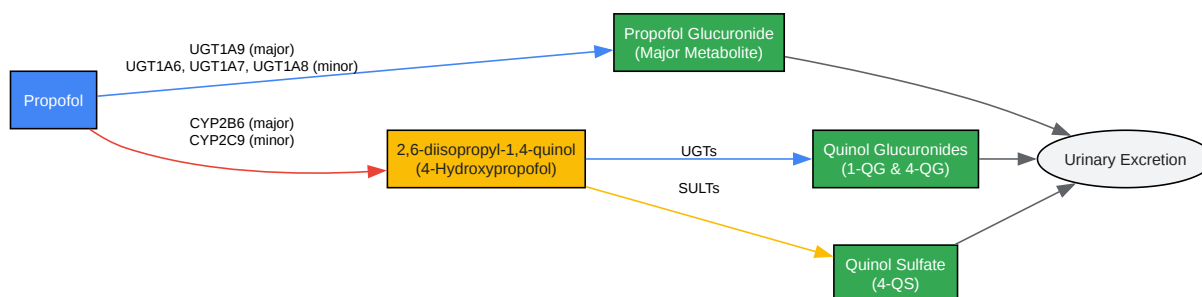 Propofol
UGT1A9 (major)
UGT1A6, UGT1A7, UGT1A8 (minor)
Propofol Glucuronide
(Major Metabolite)
CYP2B6 (major)
CYP2C9 (minor)
2,6-diisopropyl-1,4-quinol
(4-Hydroxypropofol)
UGTs
Quinol Glucuronides
(1-QG & 4-QG)
SULTs
Quinol Sulfate
(4-QS)
Urinary Excretion